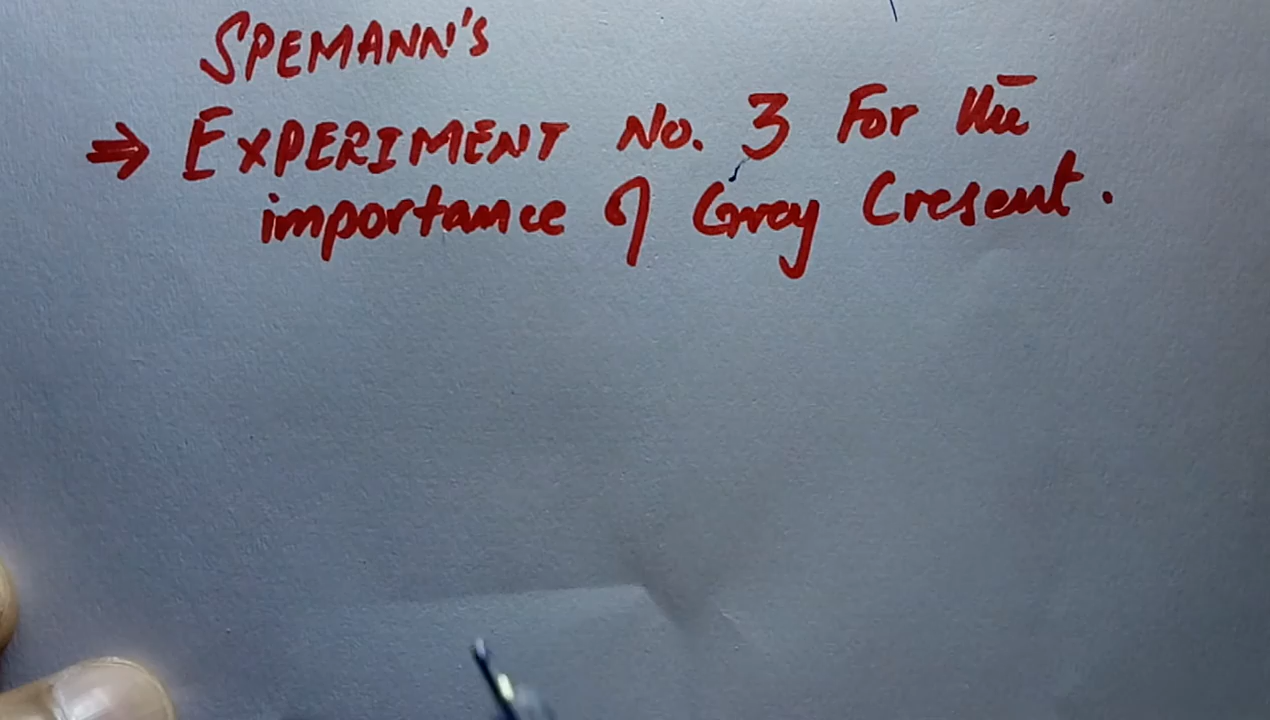 SPEMANN'S
⇒ EXPERIMENT No. 3 For the
importance of Grey Cresent.